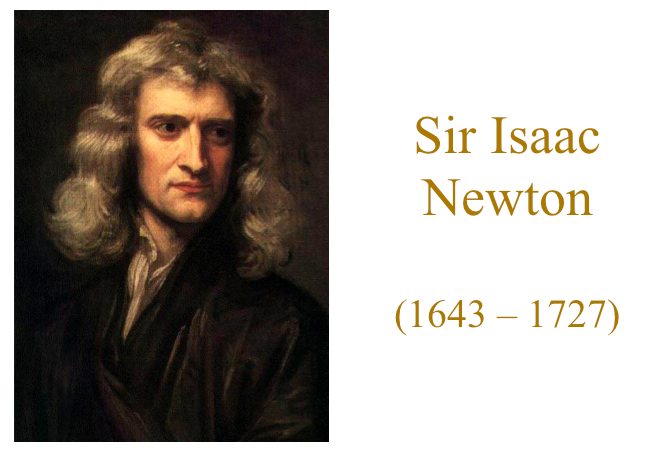 Sir Isaac
Newton
(1643 – 1727)